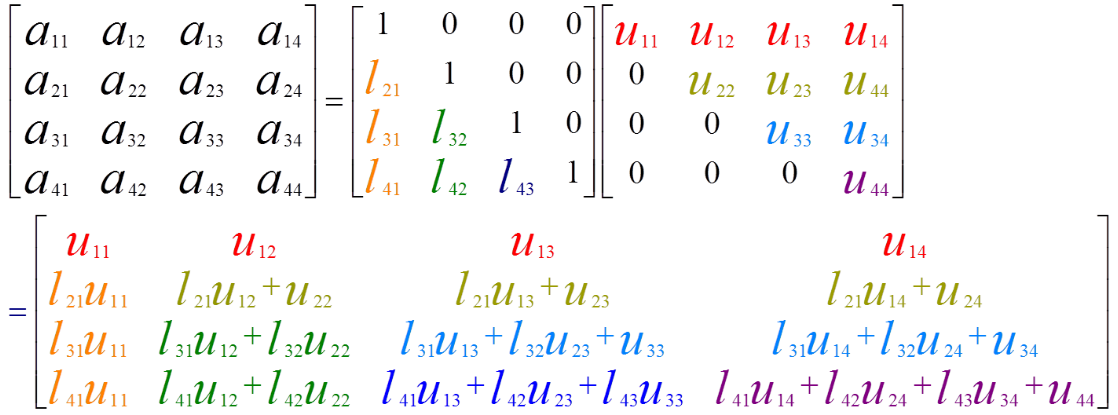 a₁₁ a₁₂ a₁₃ a₁₄ 1 0 0 0 u₁₁ u₁₂ u₁₃ u₁₄
a₂₁ a₂₂ a₂₃ a₂₄ l₂₁ 1 0 0 0 u₂₂ u₂₃ u₄₄
=
a₃₁ a₃₂ a₃₃ a₃₄ l₃₁ l₃₂ 1 0 0 0 u₃₃ u₃₄
a₄₁ a₄₂ a₄₃ a₄₄ l₄₁ l₄₂ l₄₃ 1 0 0 0 u₄₄
u₁₁ u₁₂ u₁₃ u₁₄
l₂₁u₁₁ l₂₁u₁₂+u₂₂ l₂₁u₁₃+u₂₃ l₂₁u₁₄+u₂₄
=
l₃₁u₁₁ l₃₁u₁₂+l₃₂u₂₂ l₃₁u₁₃+l₃₂u₂₃+u₃₃ l₃₁u₁₄+l₃₂u₂₄+u₃₄
l₄₁u₁₁ l₄₁u₁₂+l₄₂u₂₂ l₄₁u₁₃+l₄₂u₂₃+l₄₃u₃₃ l₄₁u₁₄+l₄₂u₂₄+l₄₃u₃₄+u₄₄